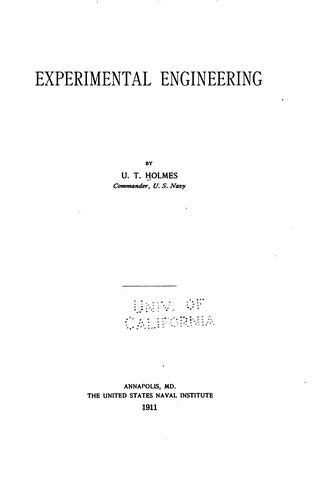 EXPERIMENTAL ENGINEERING
BY
U. T. HOLMES
Commander, U. S. Navy
UNIV. OF
CALIFORNIA
ANNAPOLIS, MD.
THE UNITED STATES NAVAL INSTITUTE
1911